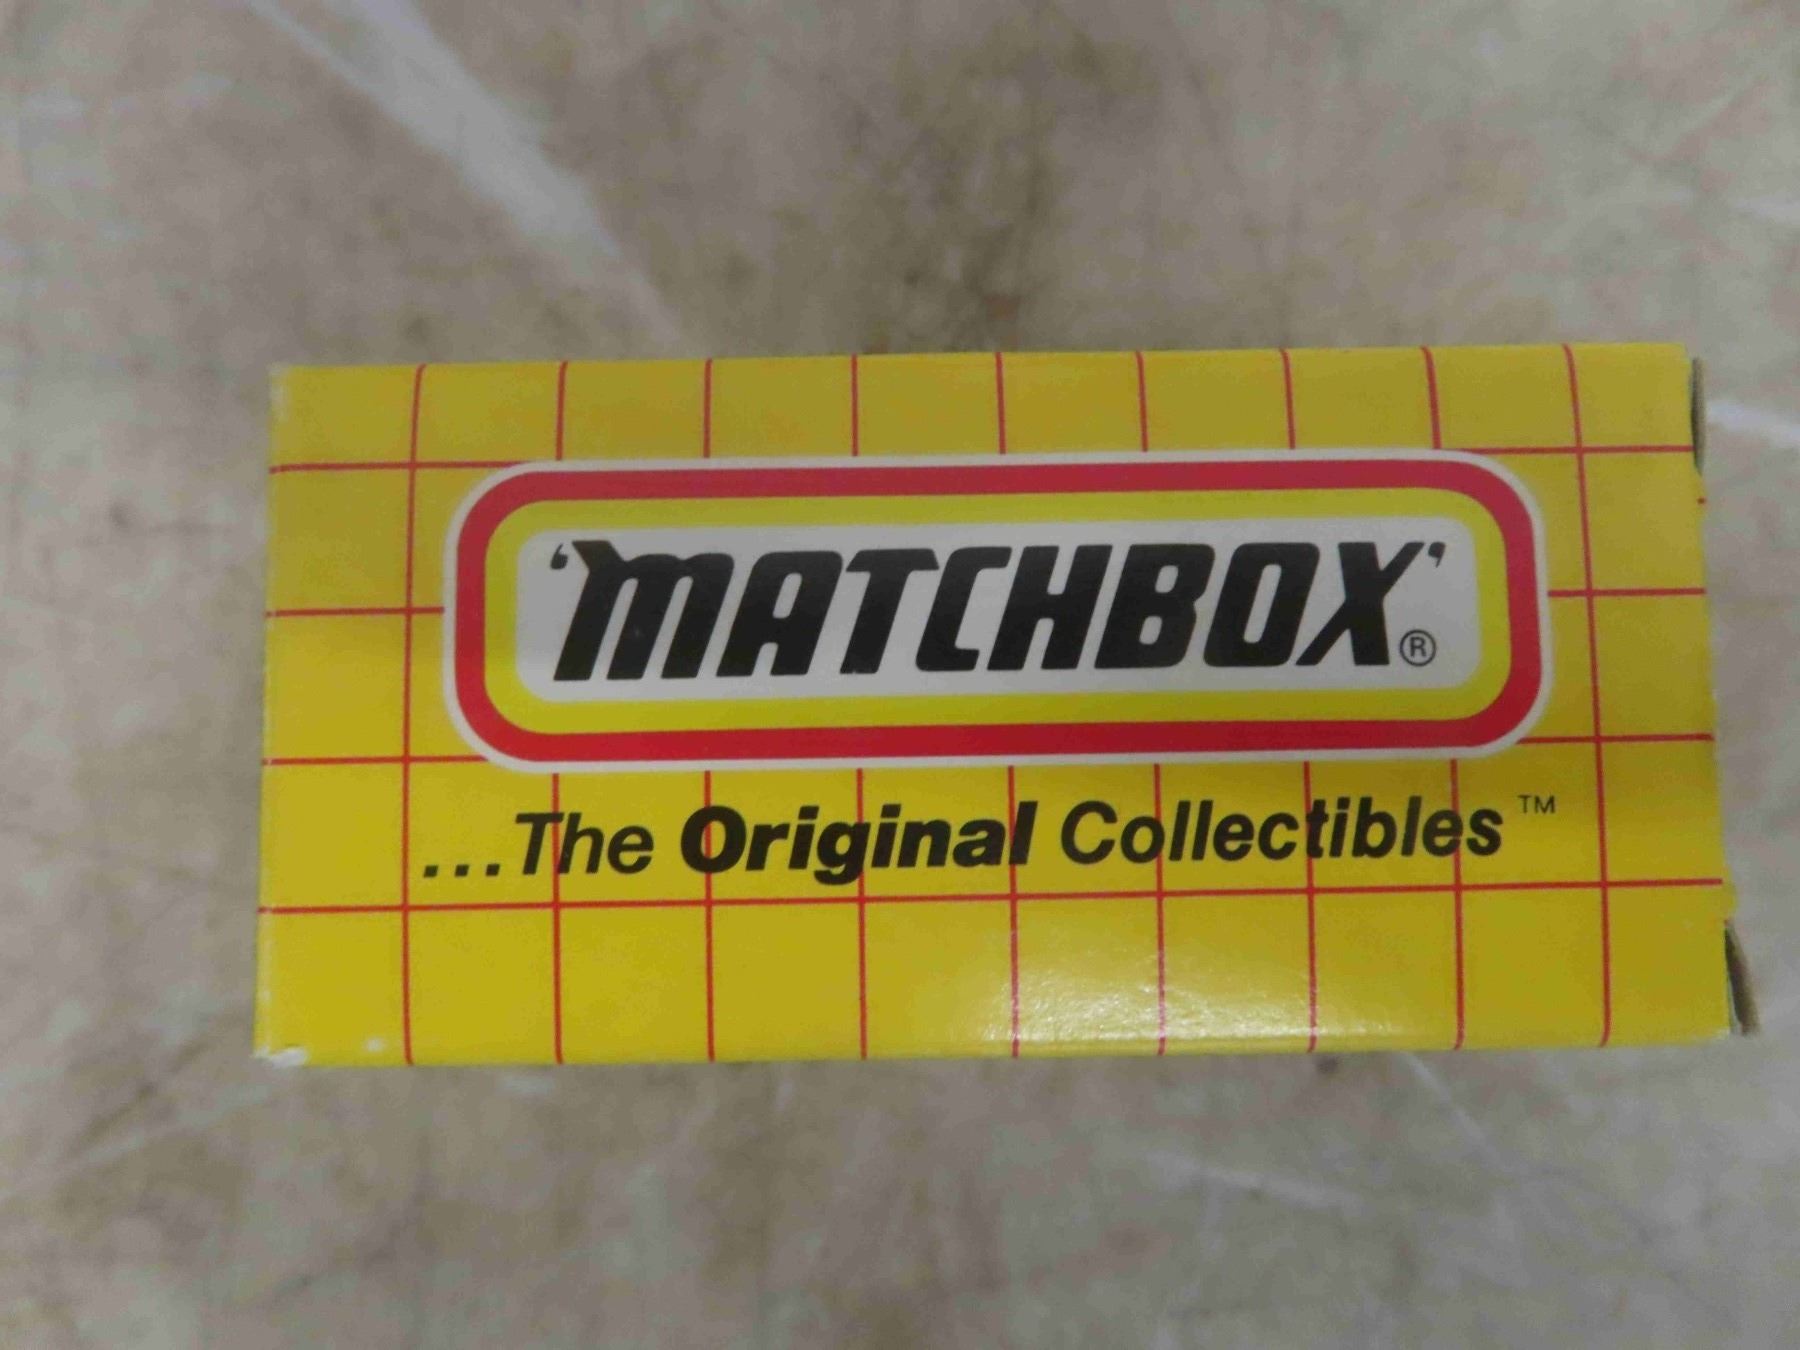 ‘MATCHBOX’®
...The Original Collectibles™